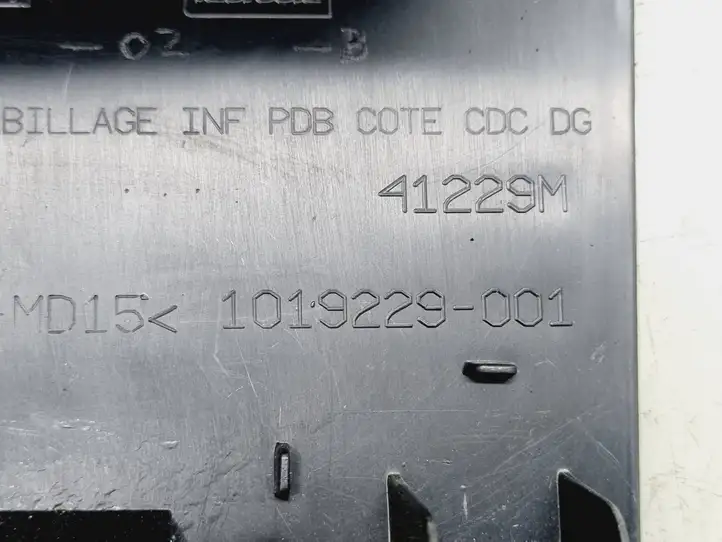 - 02 - B
BILLAGE INF PDB COTE CDC DG
41229M
-MD15< 1019229-001